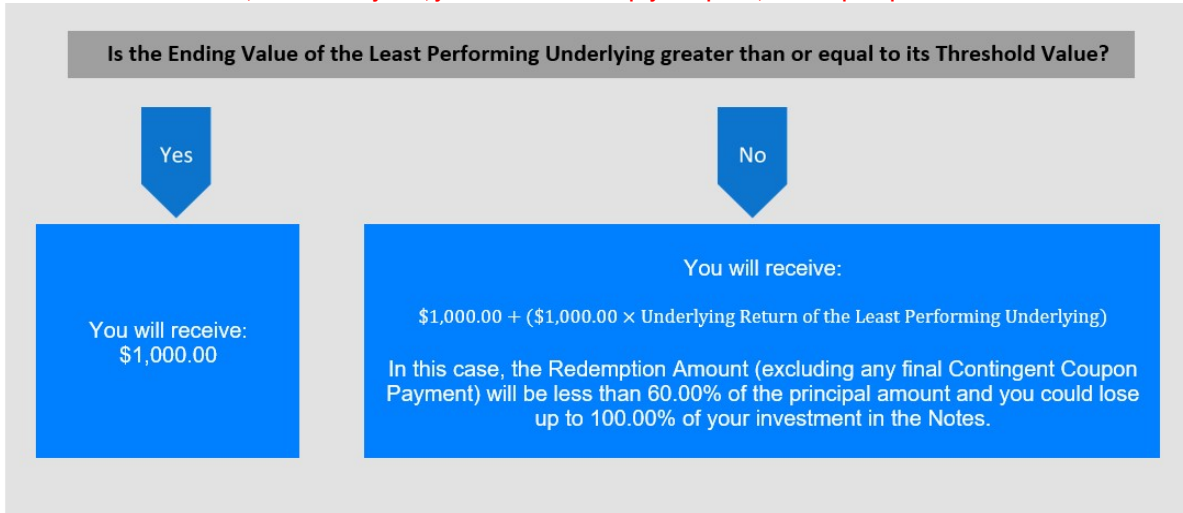 Is the Ending Value of the Least Performing Underlying greater than or equal to its Threshold Value?
Yes
No
You will receive:
$1,000.00
You will receive:
$1,000.00 + ($1,000.00 × Underlying Return of the Least Performing Underlying)
In this case, the Redemption Amount (excluding any final Contingent Coupon
Payment) will be less than 60.00% of the principal amount and you could lose
up to 100.00% of your investment in the Notes.